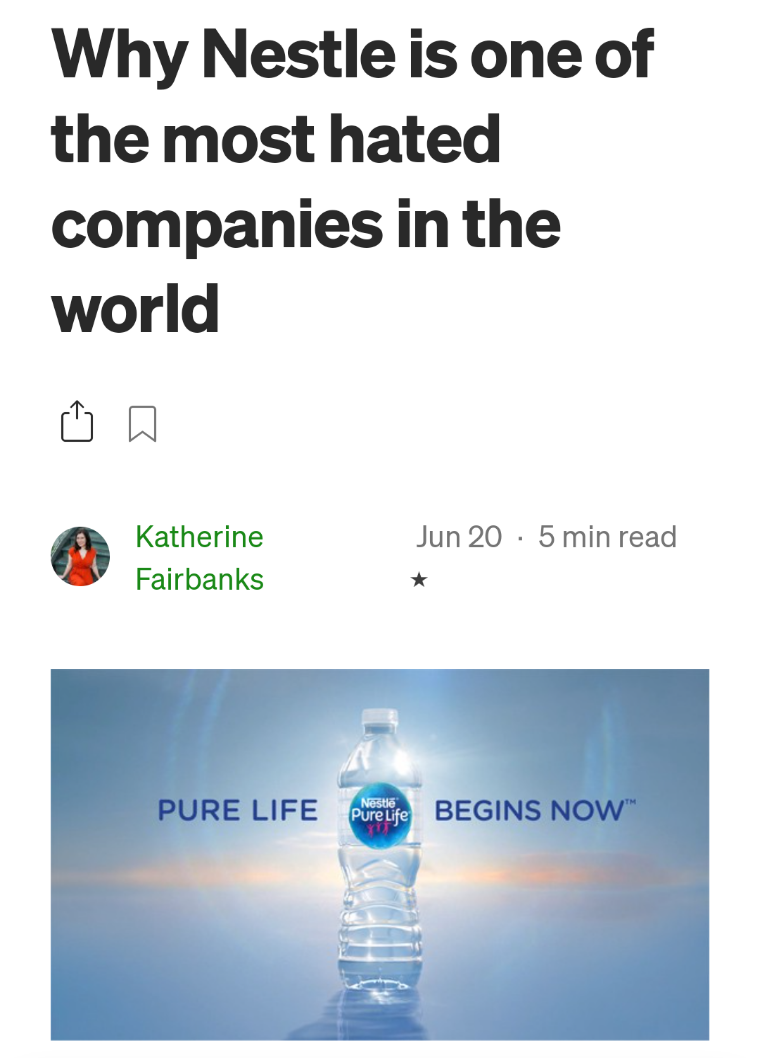 Why Nestle is one of
the most hated
companies in the
world
Katherine
Fairbanks
Jun 20 · 5 min read
★
PURE LIFE
Nestlé
Pure Life
BEGINS NOW™